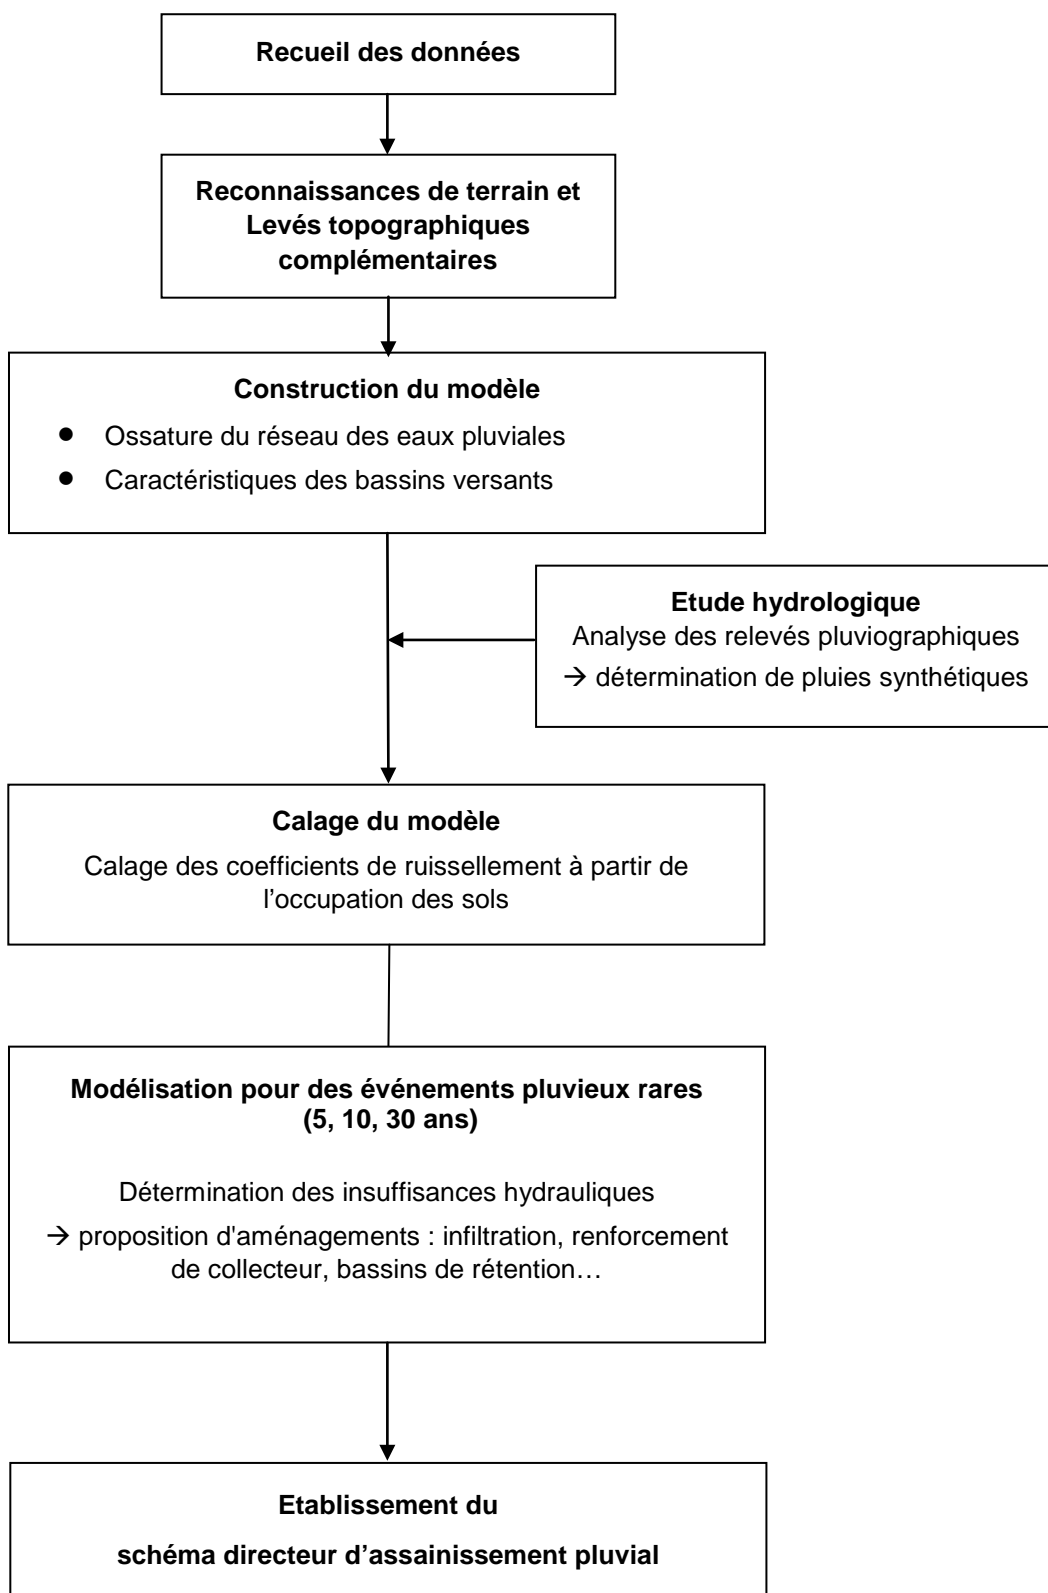 Recueil des données
Reconnaissances de terrain et
Levés topographiques
complémentaires
Construction du modèle
● Ossature du réseau des eaux pluviales
● Caractéristiques des bassins versants
Etude hydrologique
Analyse des relevés pluviographiques
→ détermination de pluies synthétiques
Calage du modèle
Calage des coefficients de ruissellement à partir de
l’occupation des sols
Modélisation pour des événements pluvieux rares
(5, 10, 30 ans)
Détermination des insuffisances hydrauliques
→ proposition d'aménagements : infiltration, renforcement
de collecteur, bassins de rétention…
Etablissement du
schéma directeur d’assainissement pluvial